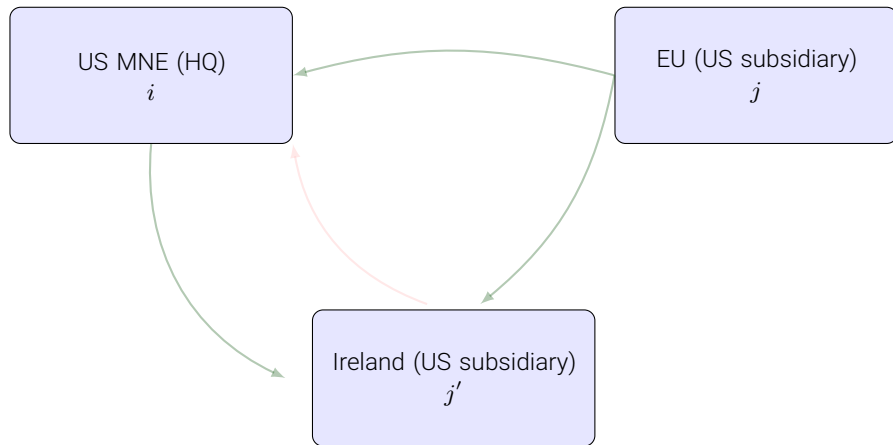 US MNE (HQ)
i
EU (US subsidiary)
j
Ireland (US subsidiary)
j′